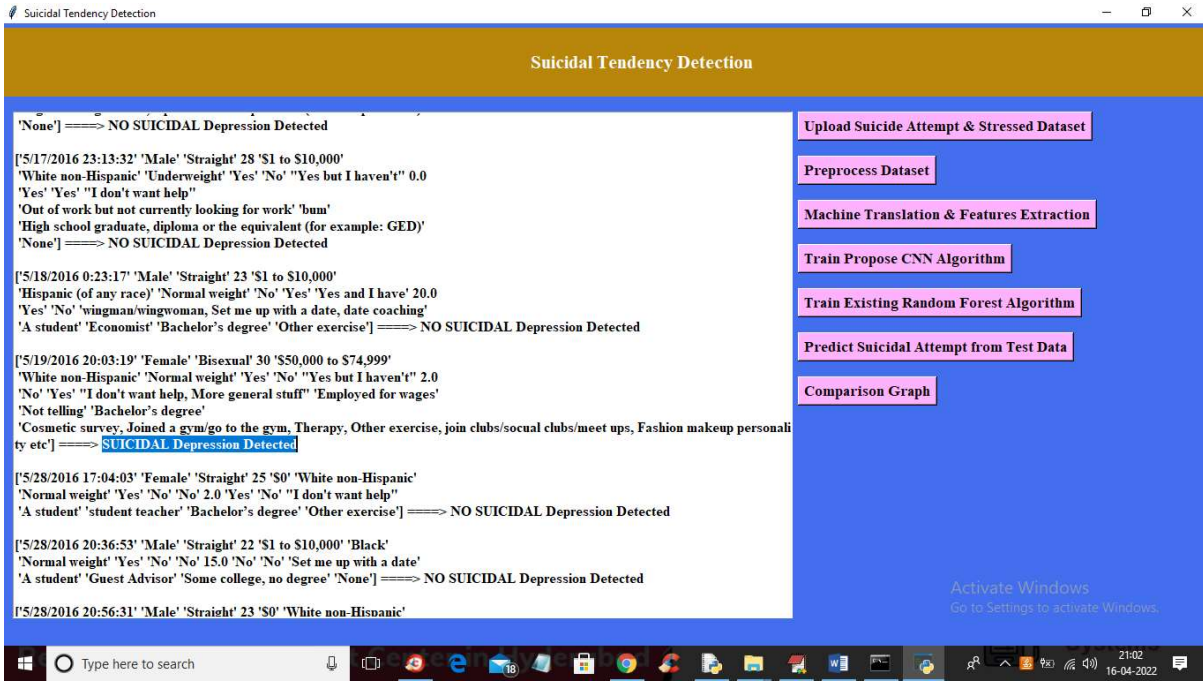 Suicidal Tendency Detection
Suicidal Tendency Detection
'None'] ====> NO SUICIDAL Depression Detected
['5/17/2016 23:13:32' 'Male' 'Straight' 28 '$1 to $10,000'
'White non-Hispanic' 'Underweight' 'Yes' 'No' "Yes but I haven't" 0.0
'Yes' 'Yes' "I don't want help"
'Out of work but not currently looking for work' 'bum'
'High school graduate, diploma or the equivalent (for example: GED)'
'None'] ====> NO SUICIDAL Depression Detected
['5/18/2016 0:23:17' 'Male' 'Straight' 23 '$1 to $10,000'
'Hispanic (of any race)' 'Normal weight' 'No' 'Yes' 'Yes and I have' 20.0
'Yes' 'No' 'wingman/wingwoman, Set me up with a date, date coaching'
'A student' 'Economist' 'Bachelor’s degree' 'Other exercise'] ====> NO SUICIDAL Depression Detected
['5/19/2016 20:03:19' 'Female' 'Bisexual' 30 '$50,000 to $74,999'
'White non-Hispanic' 'Normal weight' 'Yes' 'No' "Yes but I haven't" 2.0
'No' 'Yes' "I don't want help, More general stuff" 'Employed for wages'
'Not telling' 'Bachelor’s degree'
'Cosmetic survey, Joined a gym/go to the gym, Therapy, Other exercise, join clubs/socual clubs/meet ups, Fashion makeup personali
ty etc'] ====> SUICIDAL Depression Detected
['5/28/2016 17:04:03' 'Female' 'Straight' 25 '$0' 'White non-Hispanic'
'Normal weight' 'Yes' 'No' 'No' 2.0 'Yes' 'No' "I don't want help"
'A student' 'student teacher' 'Bachelor’s degree' 'Other exercise'] ====> NO SUICIDAL Depression Detected
['5/28/2016 20:36:53' 'Male' 'Straight' 22 '$1 to $10,000' 'Black'
'Normal weight' 'Yes' 'No' 'No' 15.0 'No' 'No' 'Set me up with a date'
'A student' 'Guest Advisor' 'Some college, no degree' 'None'] ====> NO SUICIDAL Depression Detected
['5/28/2016 20:56:31' 'Male' 'Straight' 23 '$0' 'White non-Hispanic'
Upload Suicide Attempt & Stressed Dataset
Preprocess Dataset
Machine Translation & Features Extraction
Train Propose CNN Algorithm
Train Existing Random Forest Algorithm
Predict Suicidal Attempt from Test Data
Comparison Graph
Activate Windows
Go to Settings to activate Windows.
Type here to search
18
21:02
16-04-2022